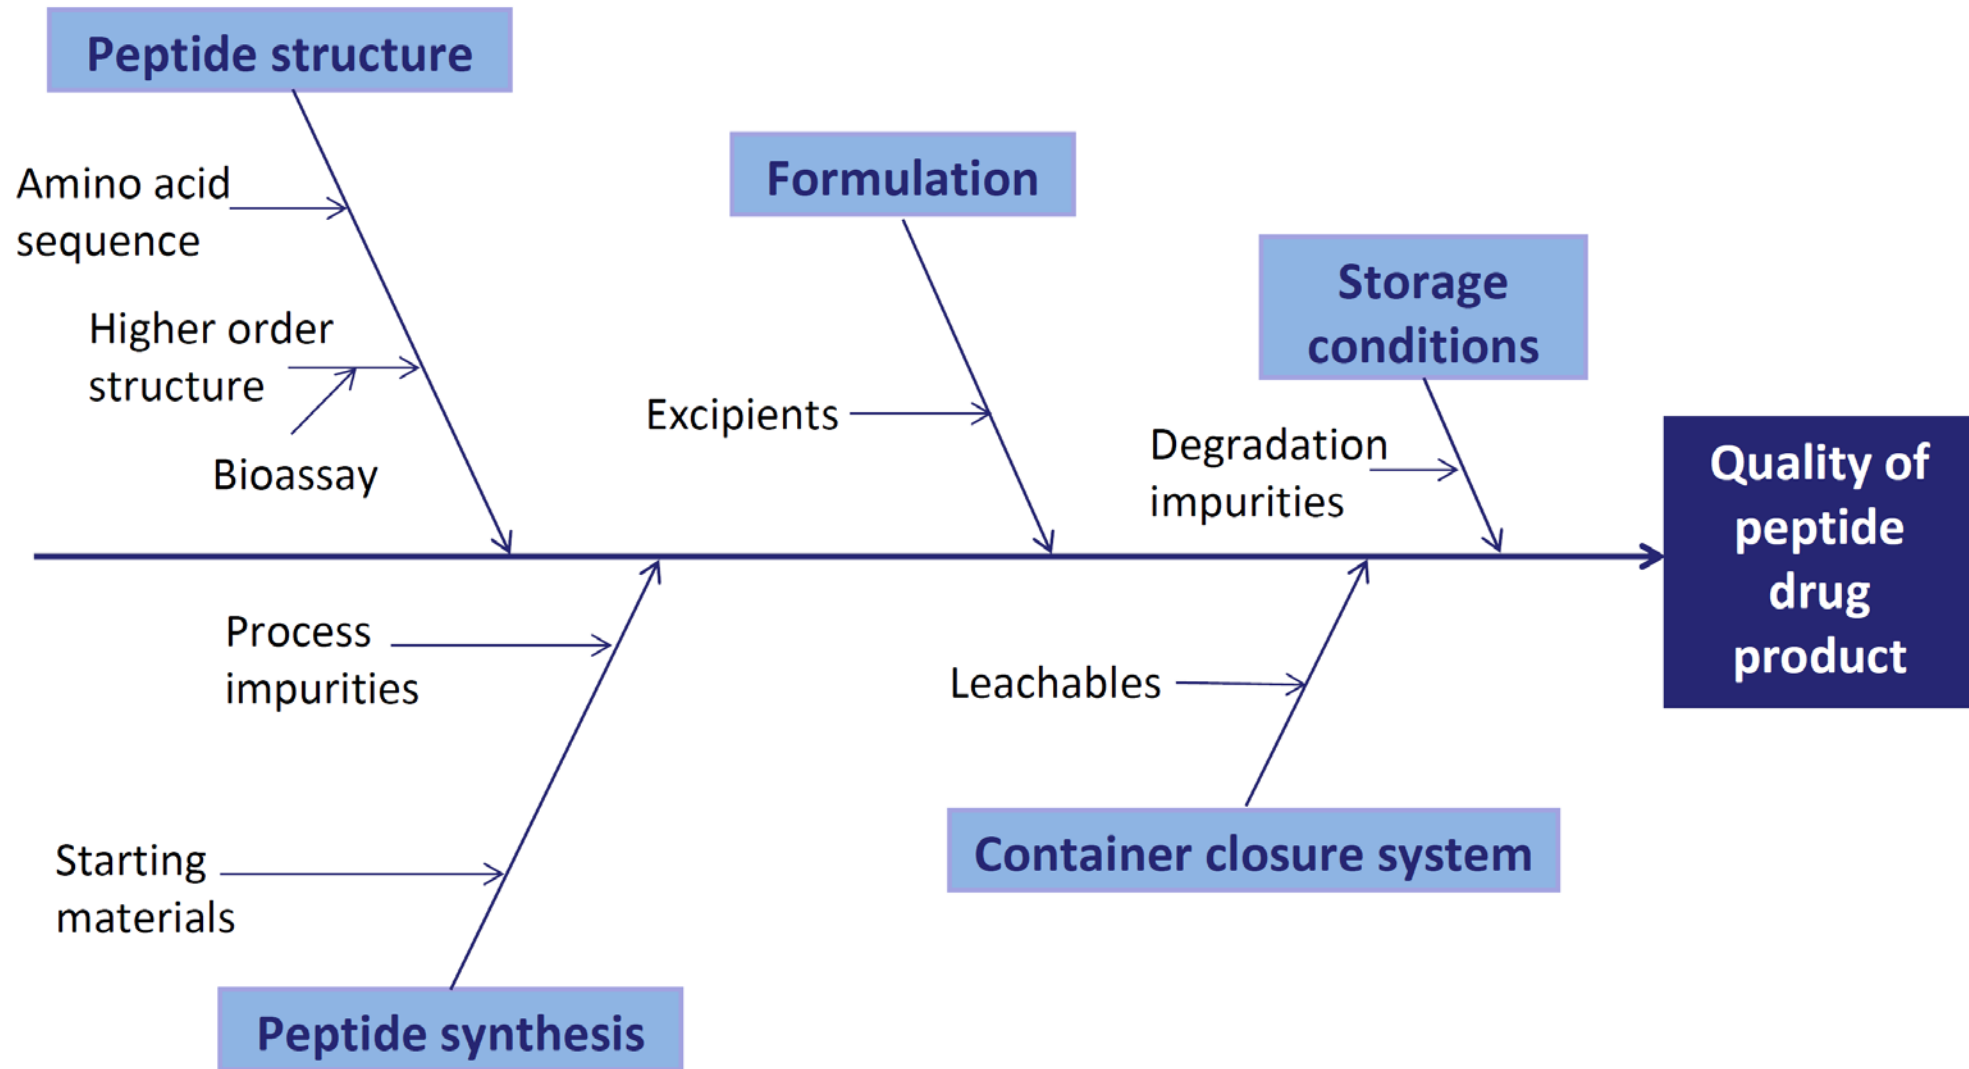 Peptide structure
Amino acid
sequence
Higher order
structure
Bioassay
Formulation
Excipients
Storage
conditions
Degradation
impurities
Quality of
peptide
drug
product
Process
impurities
Starting
materials
Peptide synthesis
Leachables
Container closure system